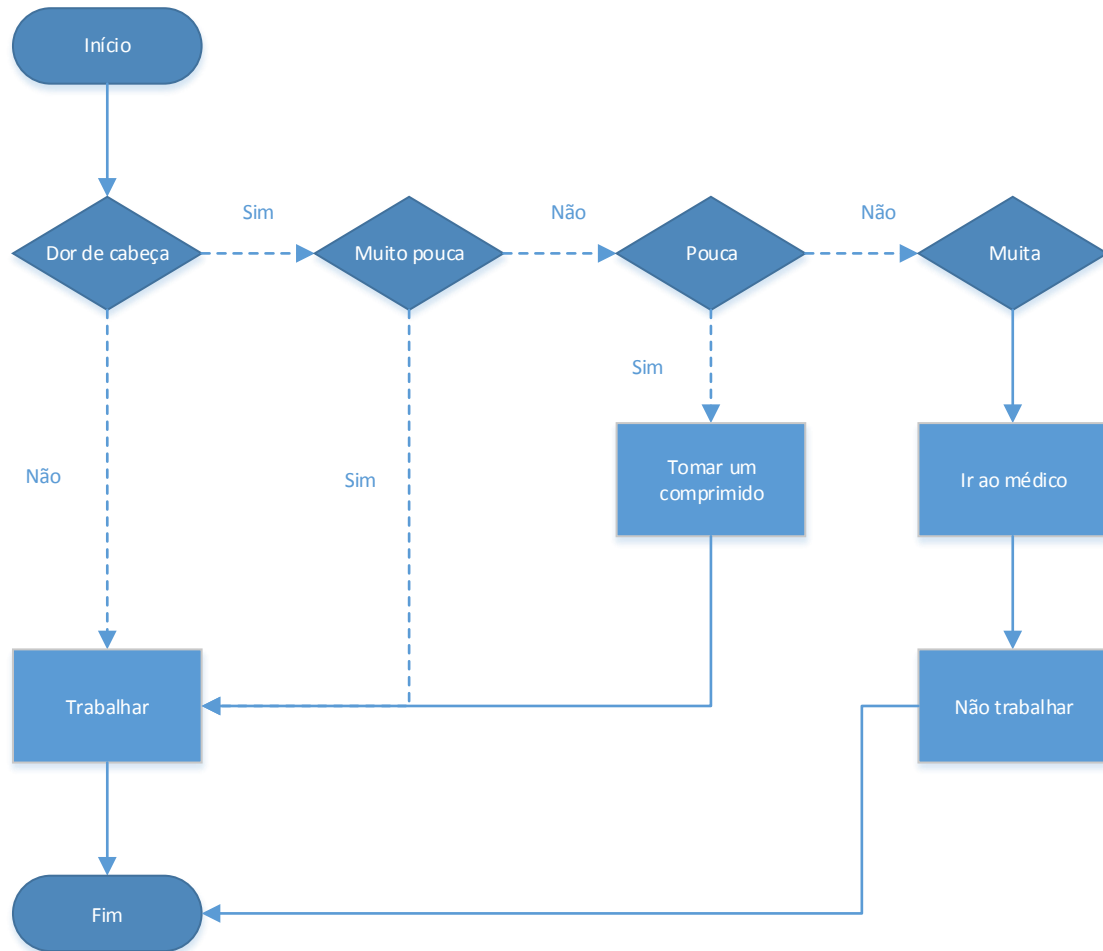 Início
Sim
Não
Não
Dor de cabeça
Muito pouca
Pouca
Muita
Sim
Não
Sim
Tomar um
comprimido
Ir ao médico
Trabalhar
Não trabalhar
Fim